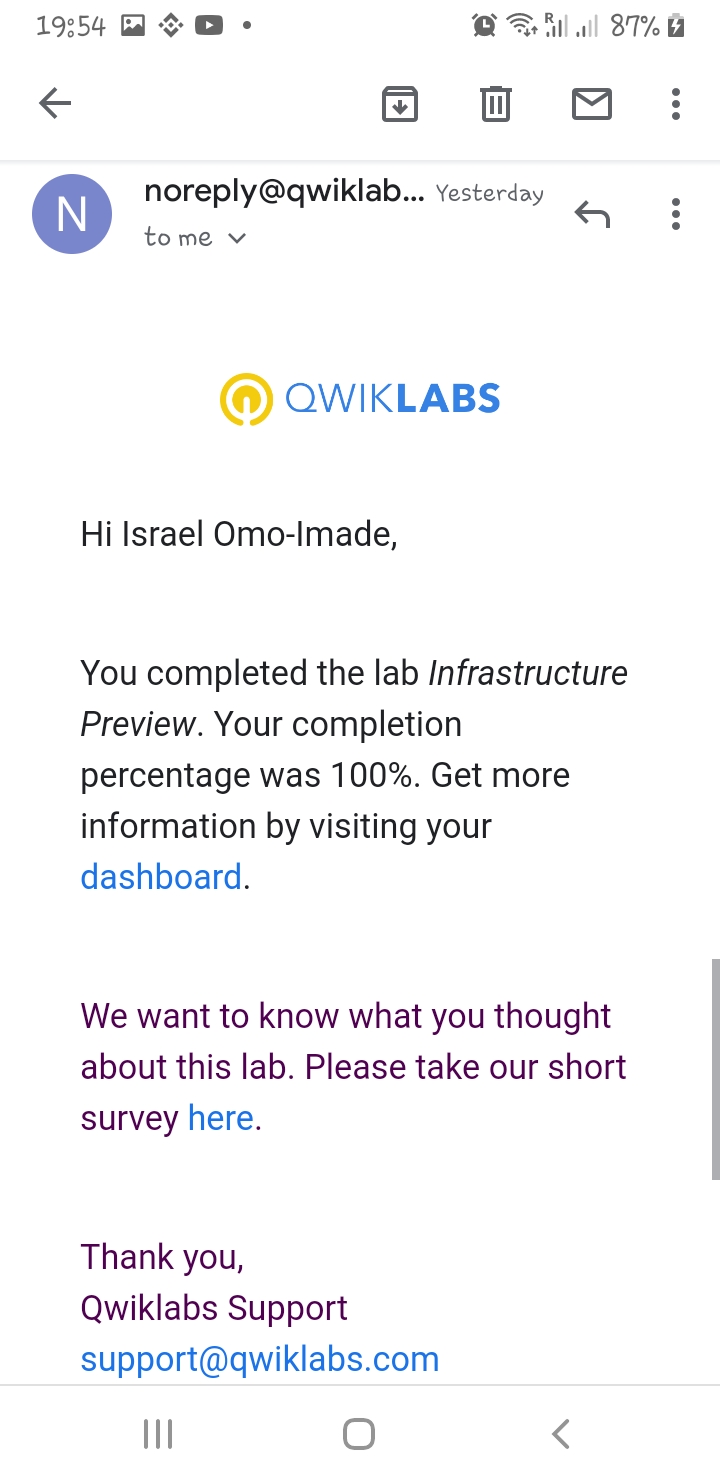 19:54
R
87%
N
noreply@qwiklab... Yesterday
to me
QWIKLABS
Hi Israel Omo-Imade,
You completed the lab Infrastructure
Preview. Your completion
percentage was 100%. Get more
information by visiting your
dashboard.
We want to know what you thought
about this lab. Please take our short
survey here.
Thank you,
Qwiklabs Support
support@qwiklabs.com